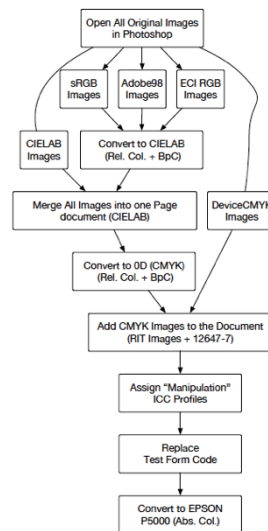 Open All Original Images
in Photoshop
sRGB
Images
Adobe98
Images
ECI RGB
Images
CIELAB
Images
Convert to CIELAB
(Rel. Col. + BpC)
Merge All Images into one Page
document (CIELAB)
DeviceCMYK
Images
Convert to 0D (CMYK)
(Rel. Col. + BpC)
Add CMYK Images to the Document
(RIT Images + 12647-7)
Assign “Manipulation”
ICC Profiles
Replace
Test Form Code
Convert to EPSON
P5000 (Abs. Col.)